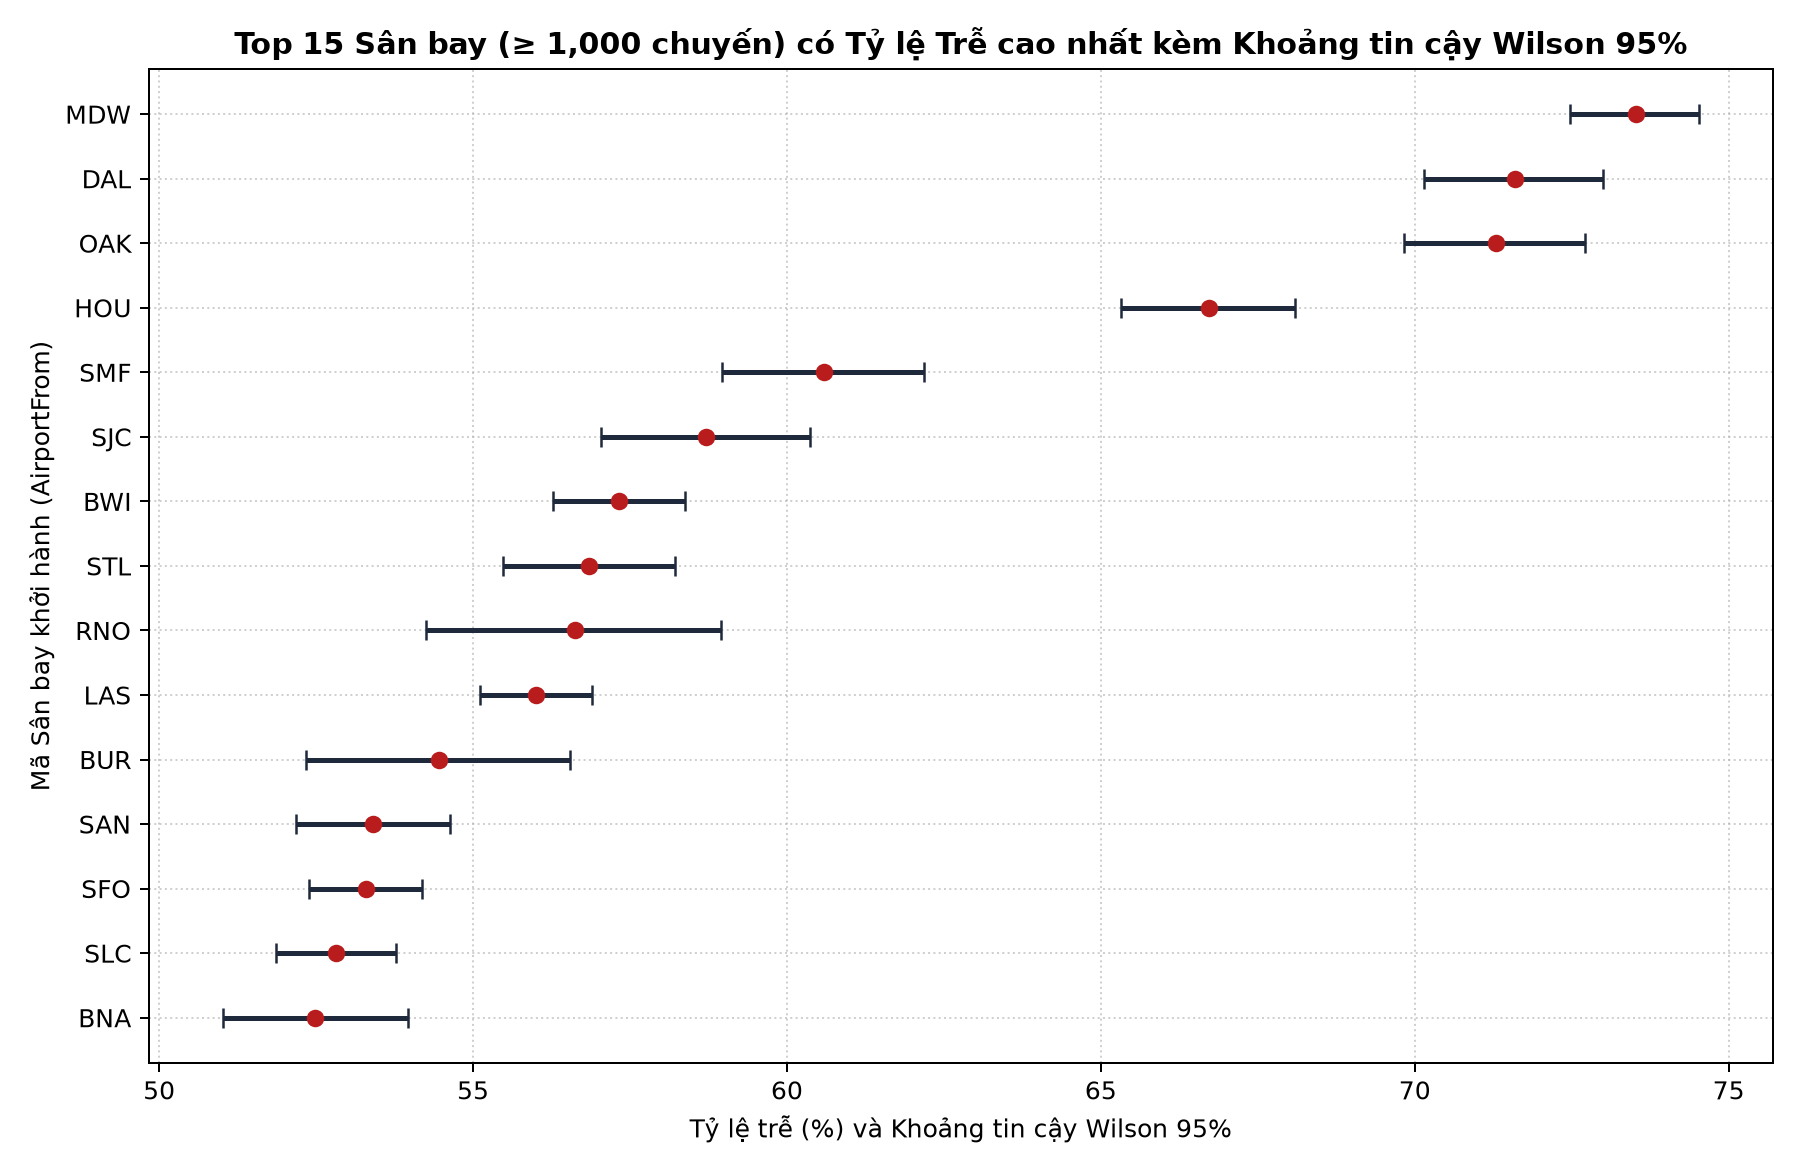 Top 15 Sân bay (≥ 1,000 chuyến) có Tỷ lệ Trễ cao nhất kèm Khoảng tin cậy Wilson 95%
Mã Sân bay khởi hành (AirportFrom)
MDW
DAL
OAK
HOU
SMF
SJC
BWI
STL
RNO
LAS
BUR
SAN
SFO
SLC
BNA
50 55 60 65 70 75
Tỷ lệ trễ (%) và Khoảng tin cậy Wilson 95%